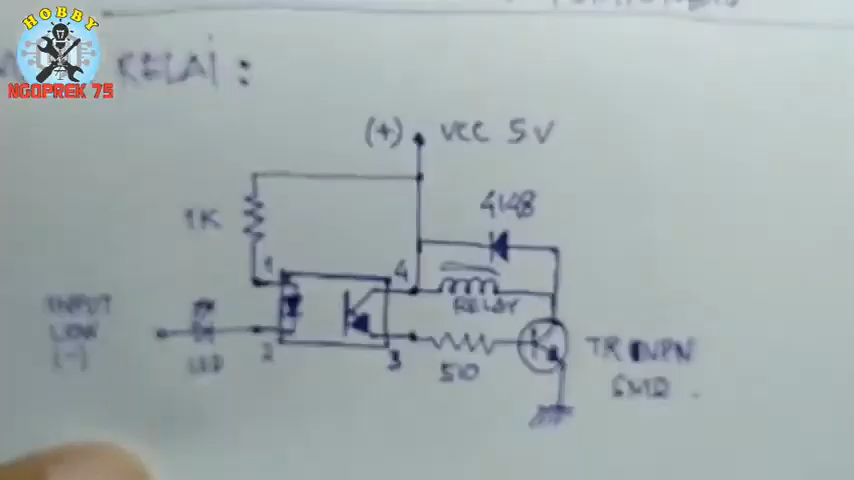 HOBBY
NGOPREK 75
RELAI :
(+) VCC 5V
1K
4148
1
4
RELAY
INPUT
LOW
(-)
LED
2
3
510
TR NPN
SMD